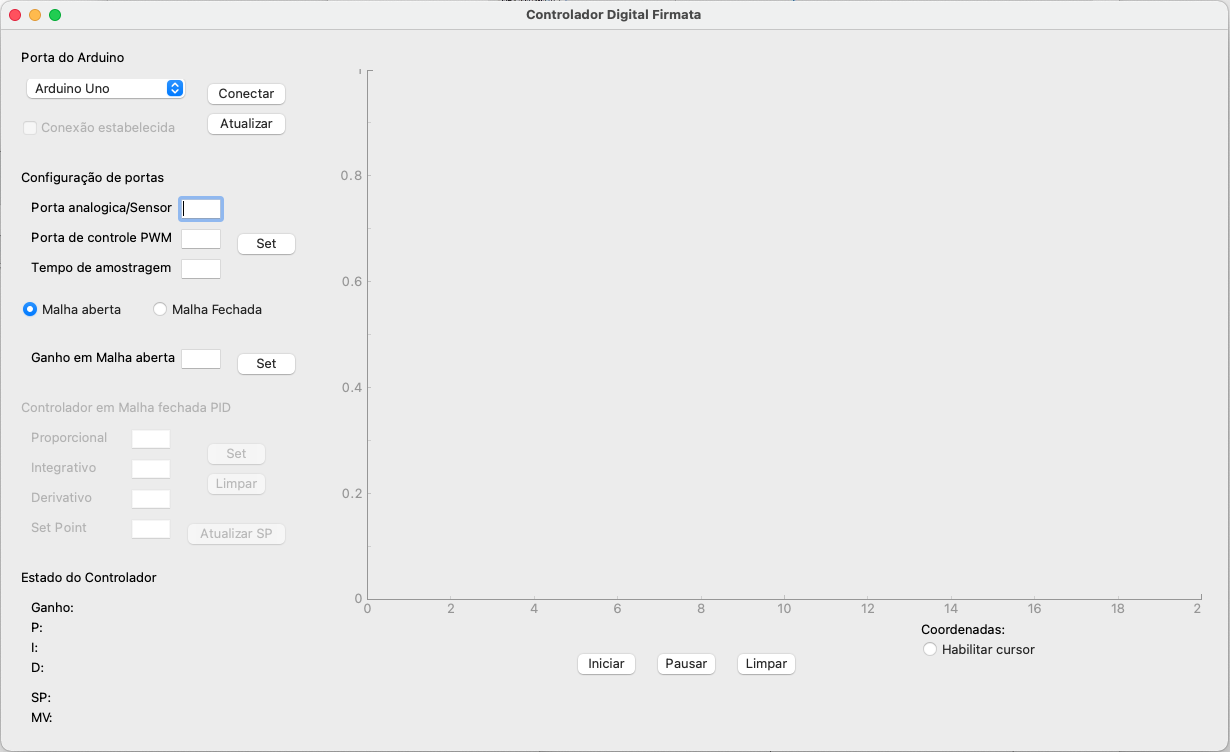 Controlador Digital Firmata
Porta do Arduino
Arduino Uno
Conectar
Conexão estabelecida
Atualizar
Configuração de portas
Porta analogica/Sensor
Porta de controle PWM
Set
Tempo de amostragem
Malha aberta
Malha Fechada
Ganho em Malha aberta
Set
Controlador em Malha fechada PID
Proporcional
Set
Integrativo
Limpar
Derivativo
Set Point
Atualizar SP
Estado do Controlador
Ganho:
P:
I:
D:
SP:
MV:
1
0.8
0.6
0.4
0.2
0
0 2 4 6 8 10 12 14 16 18 2
Coordenadas:
Habilitar cursor
Iniciar
Pausar
Limpar